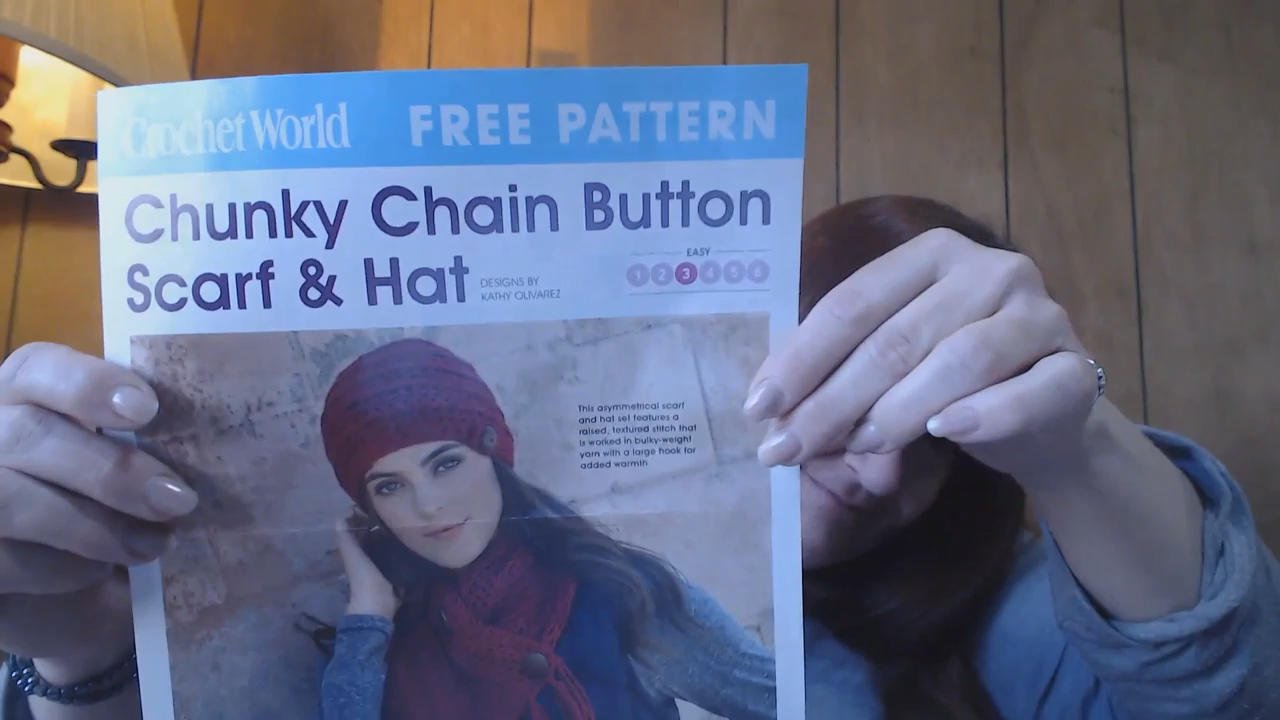 Crochet World FREE PATTERN
Chunky Chain Button
Scarf & Hat
DESIGNS BY
KATHY OLIVAREZ
EASY
1 2 3 4 5 6
This asymmetrical scarf
and hat set features a
raised, textured stitch that
is worked in bulky-weight
yarn with a large hook for
added warmth